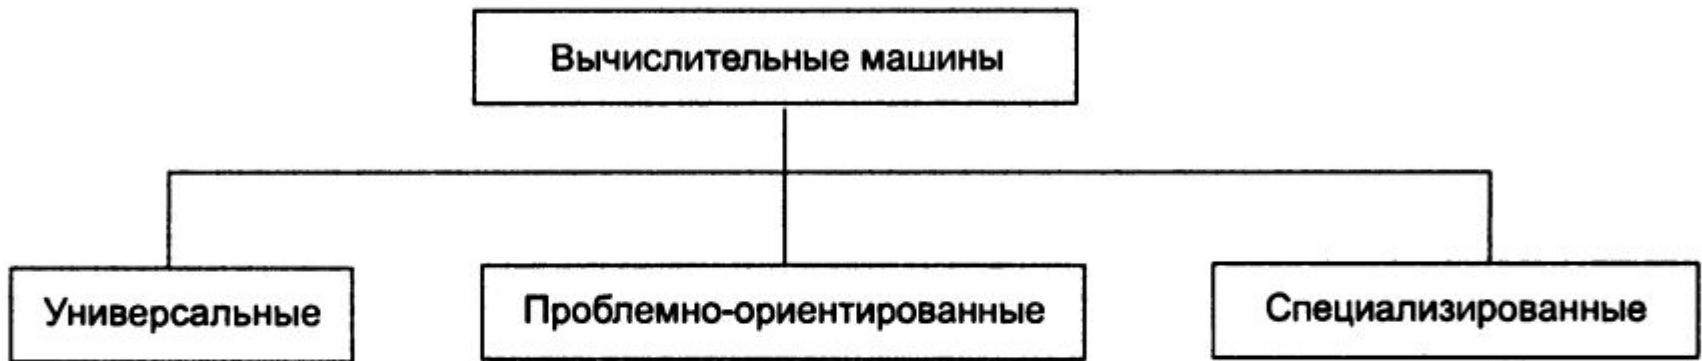 Вычислительные машины
Универсальные
Проблемно-ориентированные
Специализированные